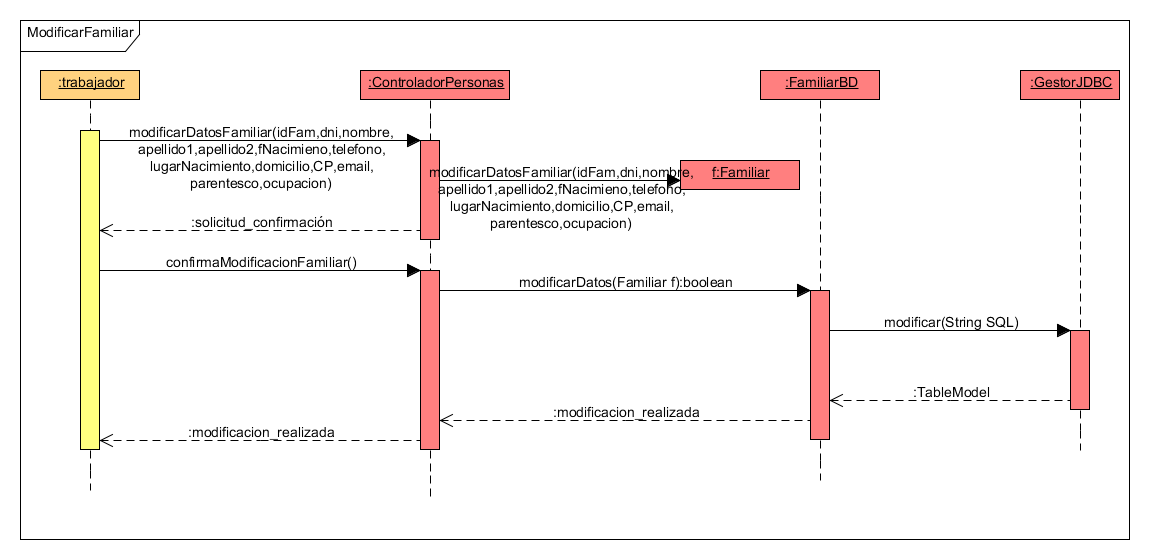 ModificarFamiliar
:trabajador
:ControladorPersonas
:FamiliarBD
:GestorJDBC
modificarDatosFamiliar(idFam,dni,nombre,
apellido1,apellido2,fNacimieno,telefono,
lugarNacimiento,domicilio,CP,email,
parentesco,ocupacion)
modificarDatosFamiliar(idFam,dni,nombre,
apellido1,apellido2,fNacimieno,telefono,
lugarNacimiento,domicilio,CP,email,
parentesco,ocupacion)
f:Familiar
:solicitud_confirmación
confirmaModificacionFamiliar()
modificarDatos(Familiar f):boolean
modificar(String SQL)
:TableModel
:modificacion_realizada
:modificacion_realizada